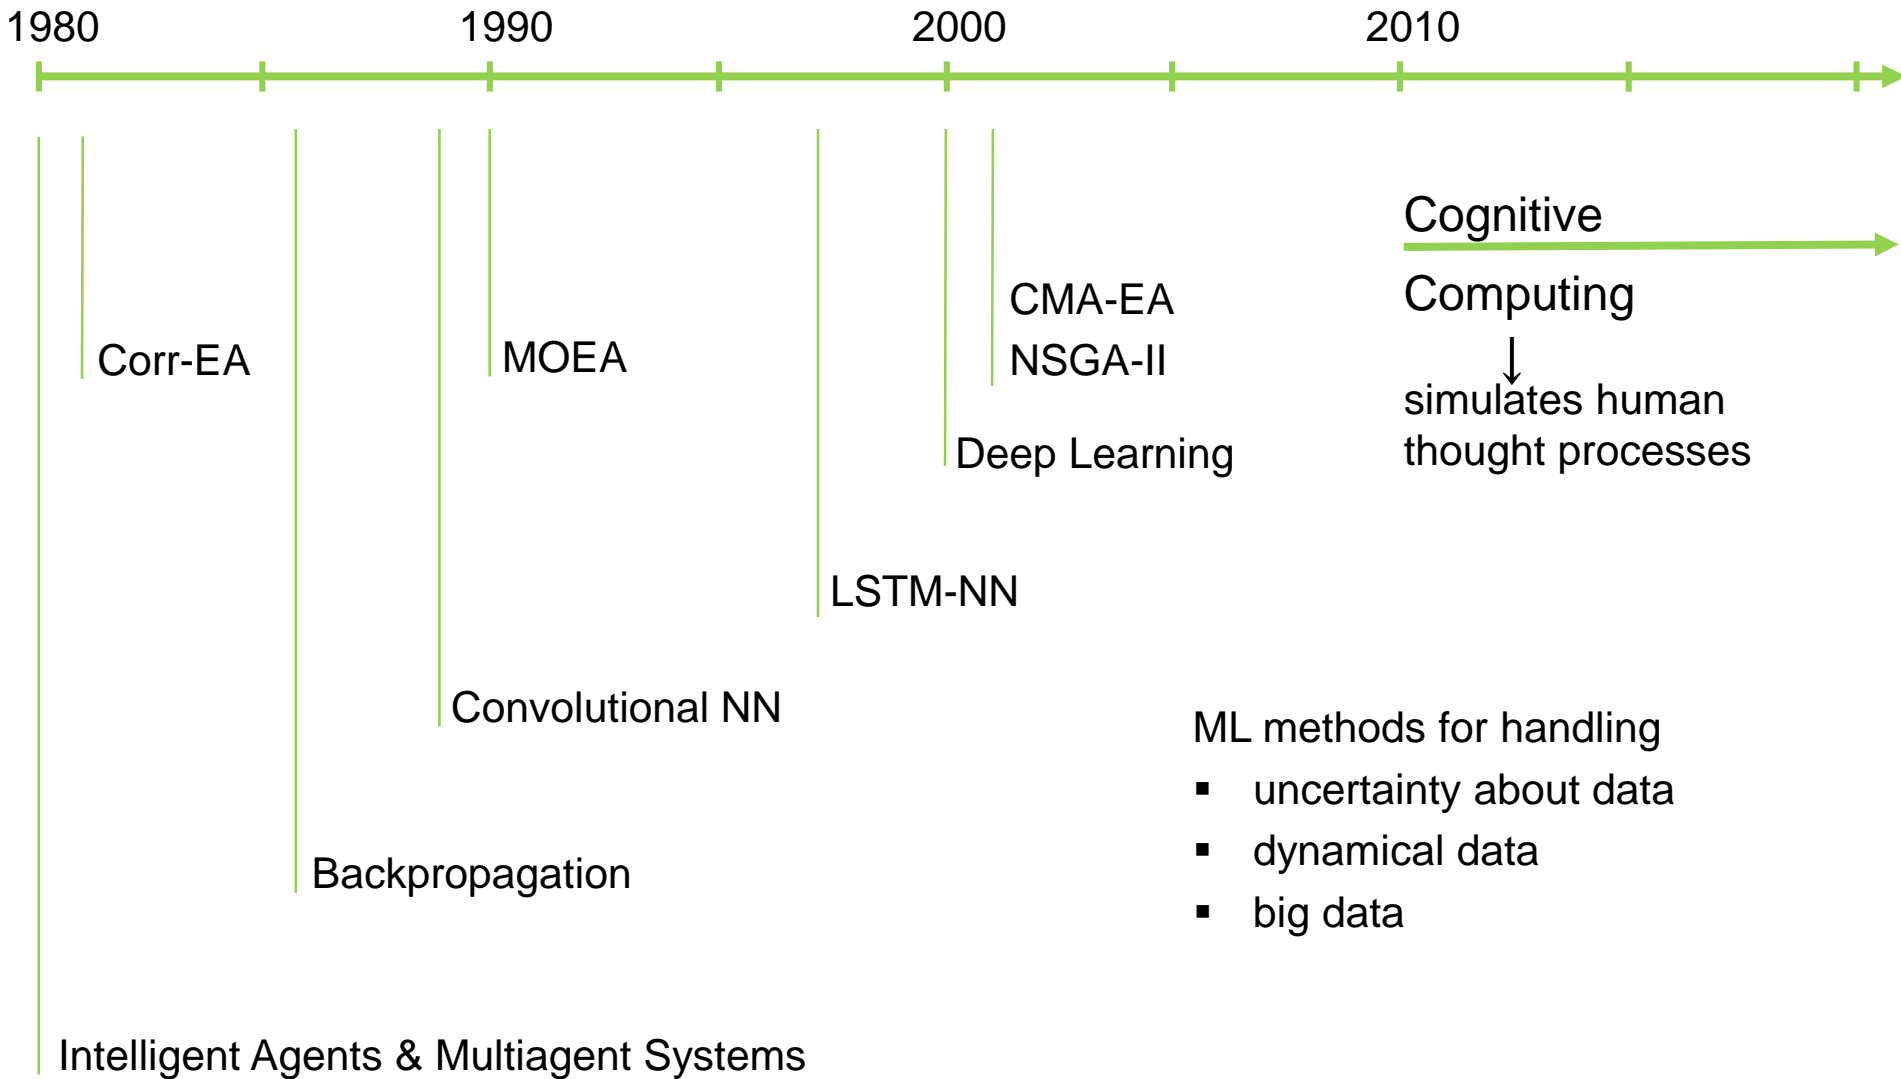 1980 1990 2000 2010
Cognitive
Computing
simulates human
thought processes
CMA-EA
NSGA-II
Corr-EA
MOEA
Deep Learning
LSTM-NN
Convolutional NN
Backpropagation
Intelligent Agents & Multiagent Systems
ML methods for handling
▪ uncertainty about data
▪ dynamical data
▪ big data